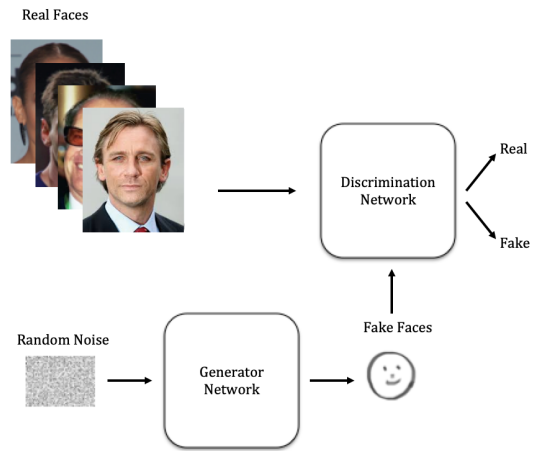 Real Faces
Discrimination
Network
Real
Fake
Fake Faces
Random Noise
Generator
Network